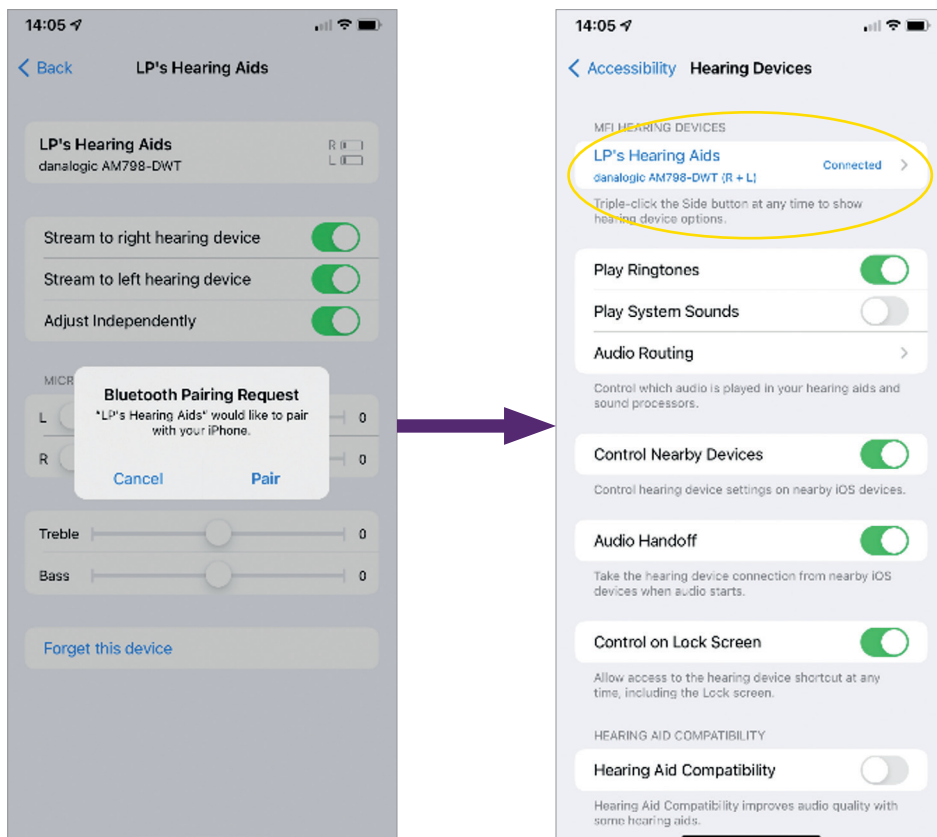 14:05
Back LP's Hearing Aids
LP's Hearing Aids
danalogic AM798-DWT
R
L
Stream to right hearing device
Stream to left hearing device
Adjust Independently
MICR
L 0
R 0
Bluetooth Pairing Request
"LP's Hearing Aids" would like to pair
with your iPhone.
Cancel Pair
Treble 0
Bass 0
Forget this device
14:05
Accessibility Hearing Devices
MFI HEARING DEVICES
LP's Hearing Aids
danalogic AM798-DWT (R + L)
Connected
Triple-click the Side button at any time to show
hearing device options.
Play Ringtones
Play System Sounds
Audio Routing
Control which audio is played in your hearing aids and
sound processors.
Control Nearby Devices
Control hearing device settings on nearby iOS devices.
Audio Handoff
Take the hearing device connection from nearby iOS
devices when audio starts.
Control on Lock Screen
Allow access to the hearing device shortcut at any
time, including the Lock screen.
HEARING AID COMPATIBILITY
Hearing Aid Compatibility
Hearing Aid Compatibility improves audio quality with
some hearing aids.